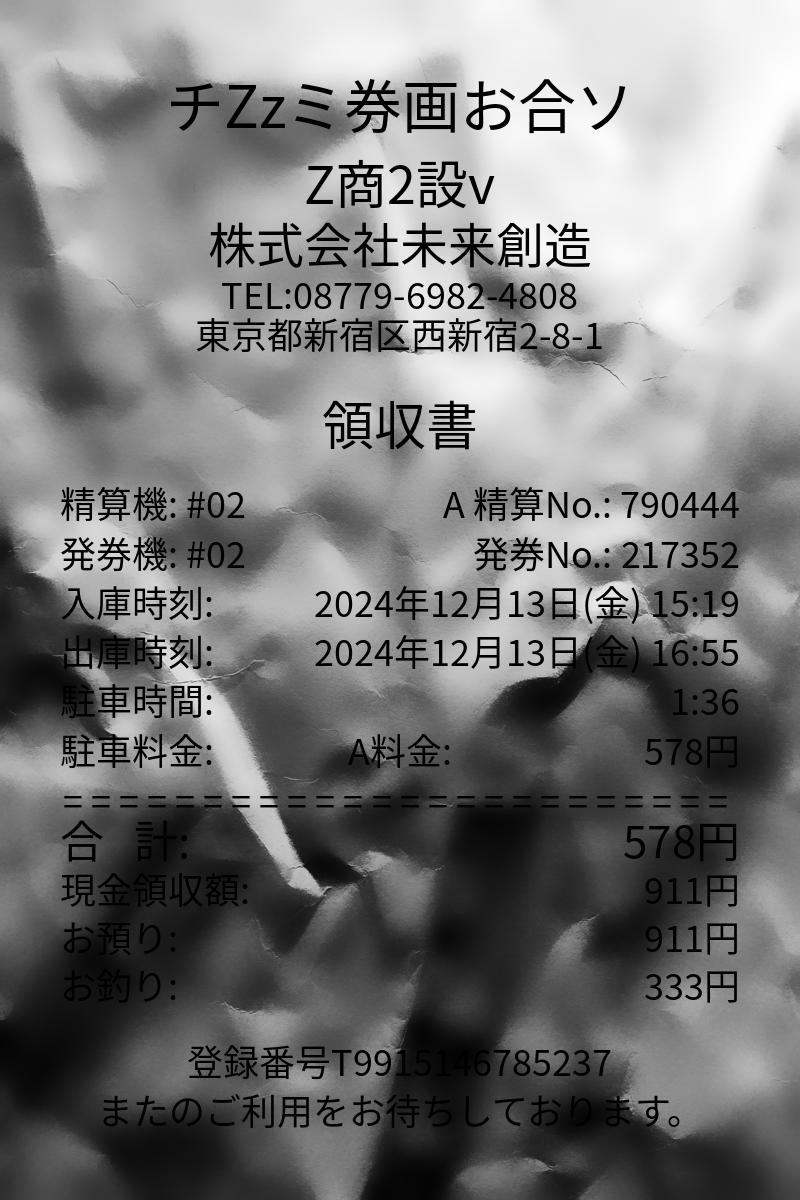 チZzミ券画お合ソ
Z商2設v
株式会社未来創造
TEL:08779-6982-4808
東京都新宿区西新宿2-8-1
領収書
精算機: #02 A 精算No.: 790444
発券機: #02 発券No.: 217352
入庫時刻: 2024年12月13日(金) 15:19
出庫時刻: 2024年12月13日(金) 16:55
駐車時間: 1:36
駐車料金: A料金: 578円
========================
合 計: 578円
現金領収額: 911円
お預り: 911円
お釣り: 333円
登録番号T9915146785237
またのご利用をお待ちしております。